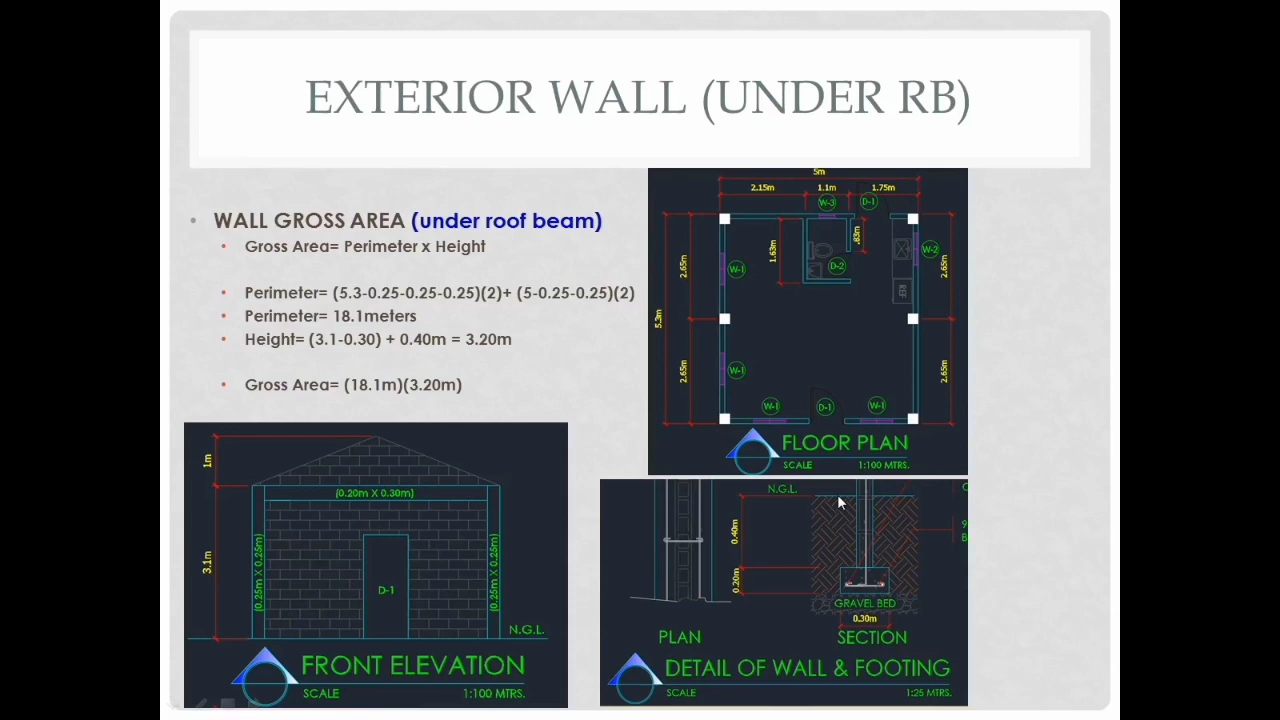 EXTERIOR WALL (UNDER RB)
• WALL GROSS AREA (under roof beam)
• Gross Area= Perimeter x Height
• Perimeter= (5.3-0.25-0.25-0.25)(2)+ (5-0.25-0.25)(2)
• Perimeter= 18.1meters
• Height= (3.1-0.30) + 0.40m = 3.20m
• Gross Area= (18.1m)(3.20m)
5m
2.15m 1.1m 1.75m
W-3 D-1
.83m
1.63m
2.65m W-1 D-2 W-2 2.65m
REF
5.3m
2.65m W-1 2.65m
W-1 D-1 W-1
FLOOR PLAN
SCALE 1:100 MTRS.
1m
(0.20m X 0.30m)
3.1m
(0.25m X 0.25m)
(0.25m X 0.25m)
D-1
N.G.L.
FRONT ELEVATION
SCALE 1:100 MTRS.
N.G.L.
0.40m
0.20m
GRAVEL BED
0.30m
PLAN SECTION
DETAIL OF WALL & FOOTING
SCALE 1:25 MTRS.